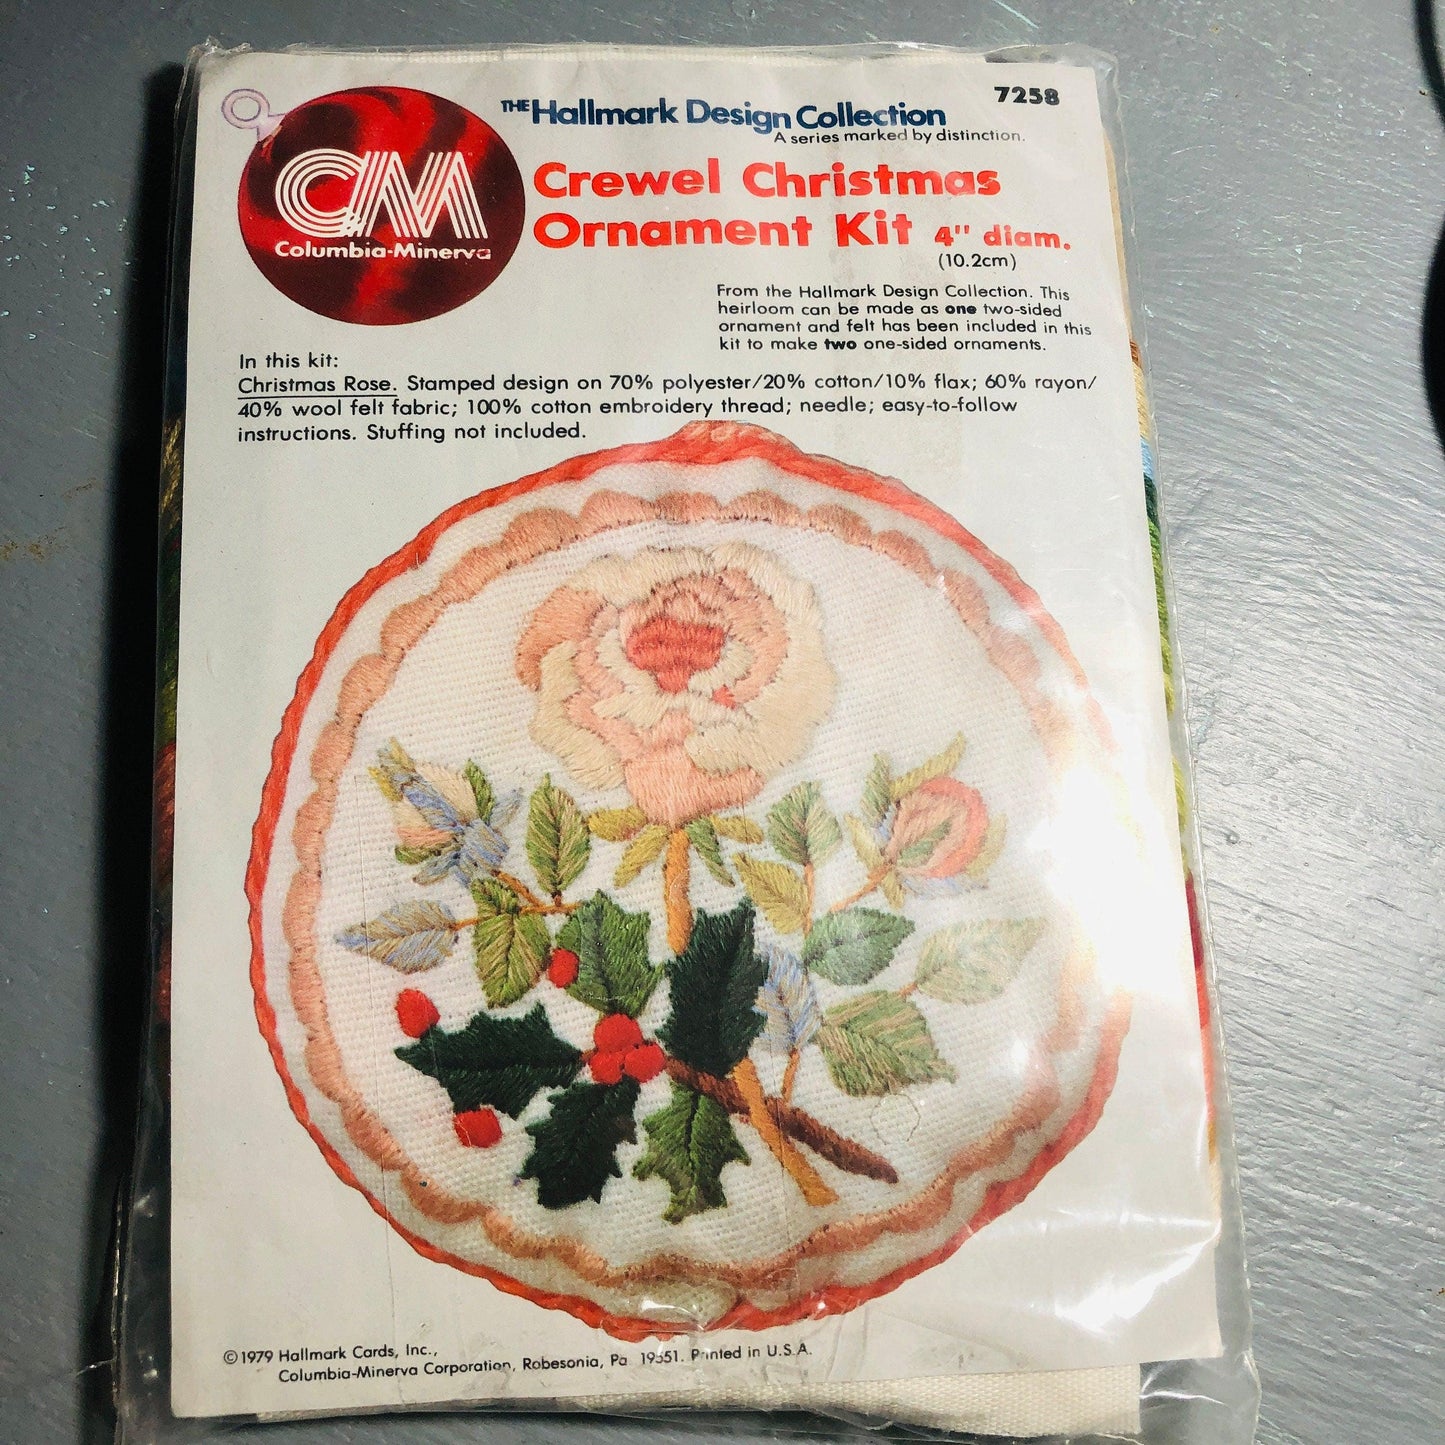 THE Hallmark Design Collection
A series marked by distinction.
7258
CM
Columbia-Minerva
Crewel Christmas
Ornament Kit 4" diam.
(10.2cm)
From the Hallmark Design Collection. This
heirloom can be made as one two-sided
ornament and felt has been included in this
kit to make two one-sided ornaments.
In this kit:
Christmas Rose. Stamped design on 70% polyester/20% cotton/10% flax; 60% rayon/
40% wool felt fabric; 100% cotton embroidery thread; needle; easy-to-follow
instructions. Stuffing not included.
©1979 Hallmark Cards, Inc.,
Columbia-Minerva Corporation, Robesonia, Pa 19551. Printed in U.S.A.